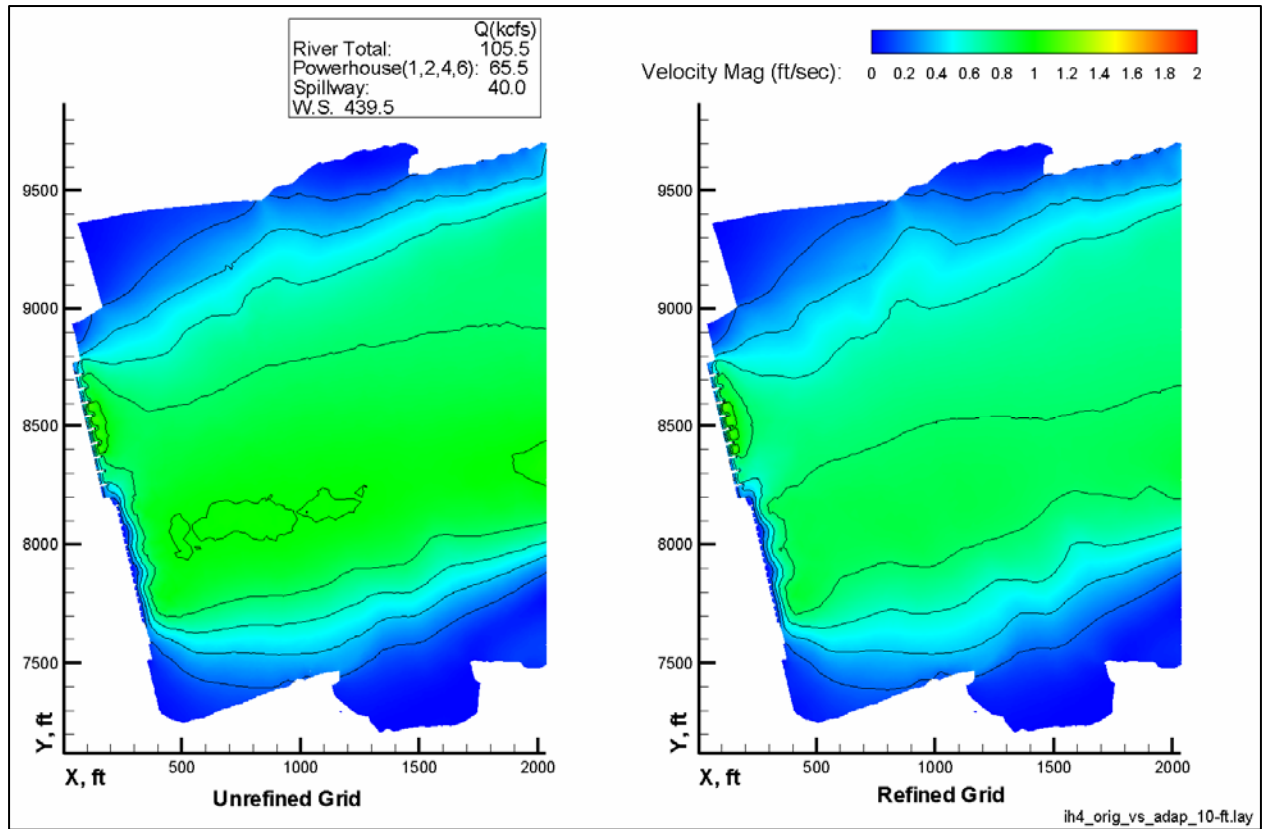 Q(kcfs)
River Total: 105.5
Powerhouse(1,2,4,6): 65.5
Spillway: 40.0
W.S. 439.5
Velocity Mag (ft/sec): 0 0.2 0.4 0.6 0.8 1 1.2 1.4 1.6 1.8 2
9500
9000
8500
8000
7500
Y, ft
X, ft
500 1000 1500 2000
Unrefined Grid
9500
9000
8500
8000
7500
Y, ft
X, ft
500 1000 1500 2000
Refined Grid
ih4_orig_vs_adap_10-ft.lay